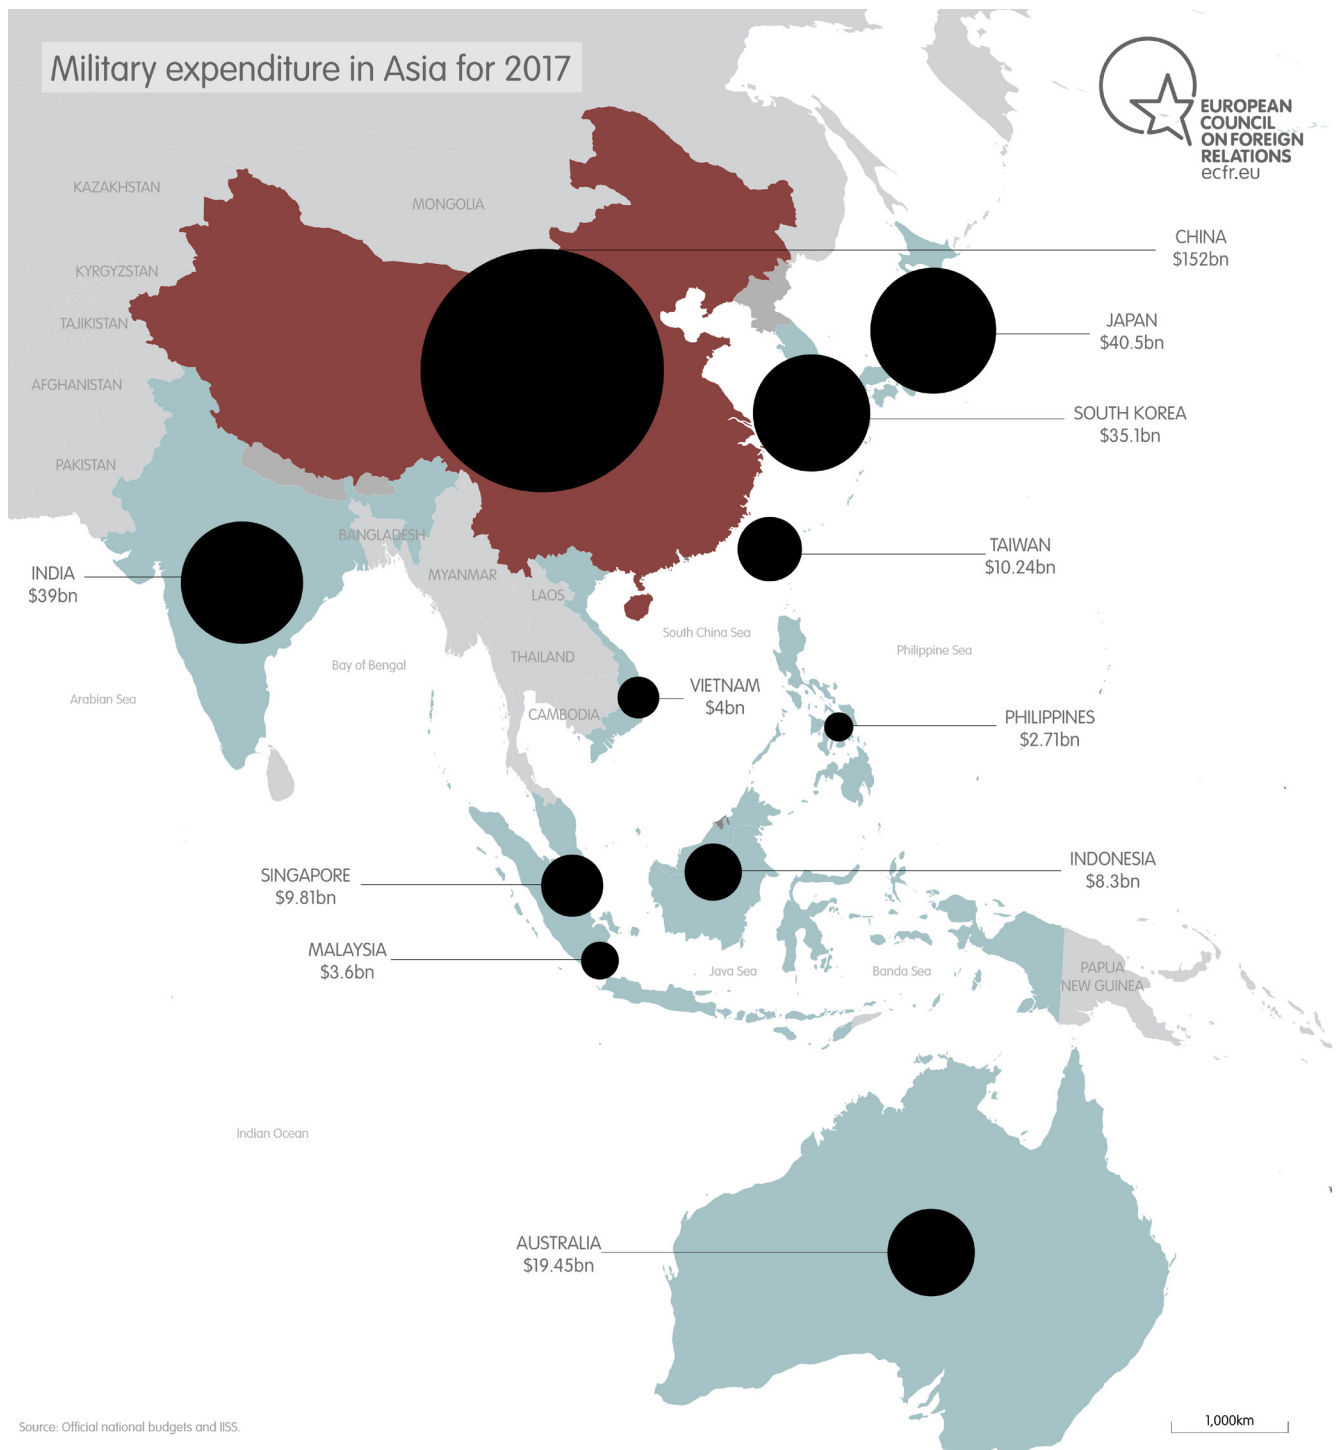 Military expenditure in Asia for 2017
EUROPEAN
COUNCIL
ON FOREIGN
RELATIONS
ecfr.eu
KAZAKHSTAN
MONGOLIA
CHINA
$152bn
KYRGYZSTAN
TAJIKISTAN
JAPAN
$40.5bn
AFGHANISTAN
SOUTH KOREA
$35.1bn
PAKISTAN
BANGLADESH
TAIWAN
$10.24bn
INDIA
$39bn
MYANMAR
LAOS
South China Sea
Philippine Sea
THAILAND
Bay of Bengal
Arabian Sea
VIETNAM
$4bn
CAMBODIA
PHILIPPINES
$2.71bn
SINGAPORE
$9.81bn
INDONESIA
$8.3bn
MALAYSIA
$3.6bn
Java Sea
Banda Sea
PAPUA
NEW GUINEA
Indian Ocean
AUSTRALIA
$19.45bn
Source: Official national budgets and IISS.
1,000km